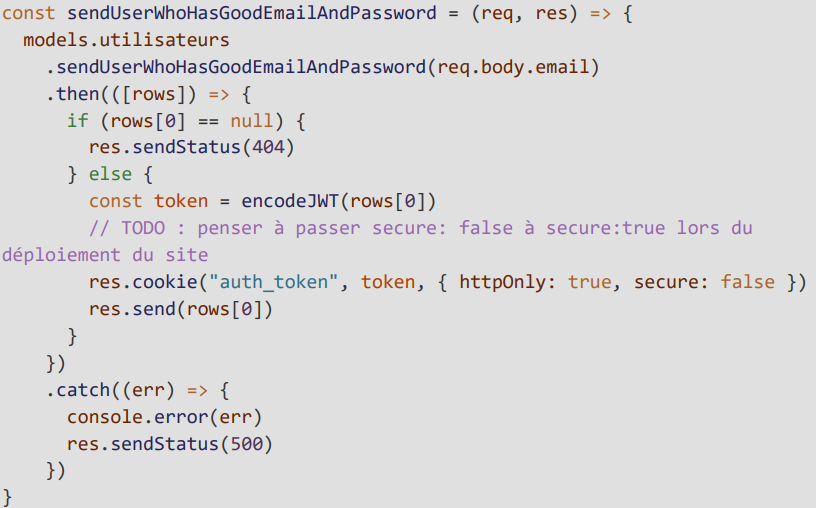 const sendUserWhoHasGoodEmailAndPassword = (req, res) => {
  models.utilisateurs
    .sendUserWhoHasGoodEmailAndPassword(req.body.email)
    .then(([rows]) => {
      if (rows[0] == null) {
        res.sendStatus(404)
      } else {
        const token = encodeJWT(rows[0])
        // TODO : penser à passer secure: false à secure:true lors du
déploiement du site
        res.cookie("auth_token", token, { httpOnly: true, secure: false })
        res.send(rows[0])
      }
    })
    .catch((err) => {
      console.error(err)
      res.sendStatus(500)
    })
}